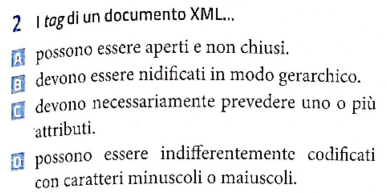 2 I tag di un documento XML...
A possono essere aperti e non chiusi.
B devono essere nidificati in modo gerarchico.
C devono necessariamente prevedere uno o più
attributi.
D possono essere indifferentemente codificati
con caratteri minuscoli o maiuscoli.